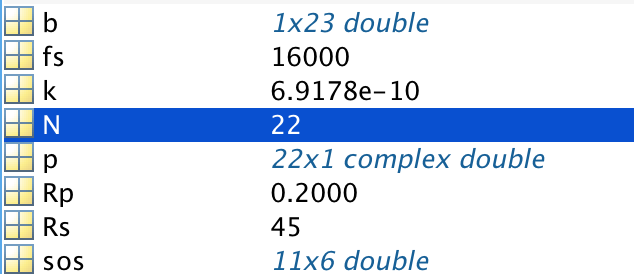 b 1x23 double
fs 16000
k 6.9178e-10
N 22
p 22x1 complex double
Rp 0.2000
Rs 45
sos 11x6 double